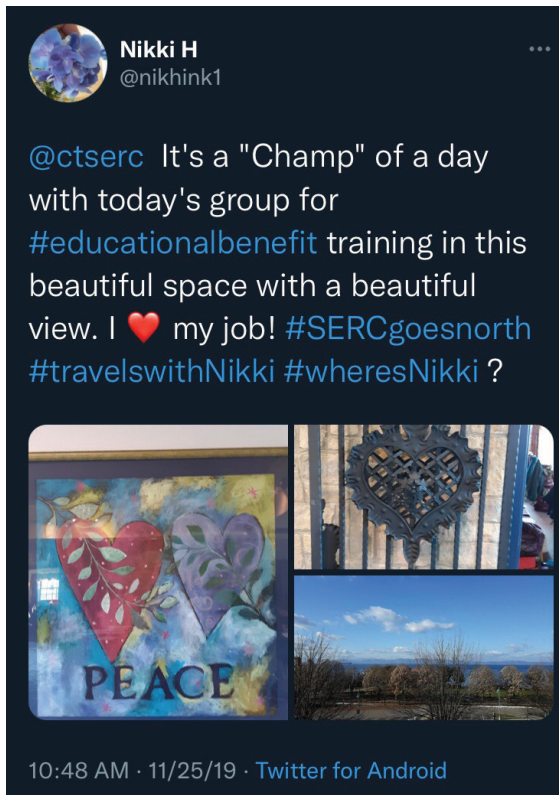 Nikki H
@nikhink1
@ctserc It's a "Champ" of a day
with today's group for
#educationalbenefit training in this
beautiful space with a beautiful
view. I ❤️ my job! #SERCgoesnorth
#travelswithNikki #wheresNikki ?
PEACE
10:48 AM · 11/25/19 · Twitter for Android